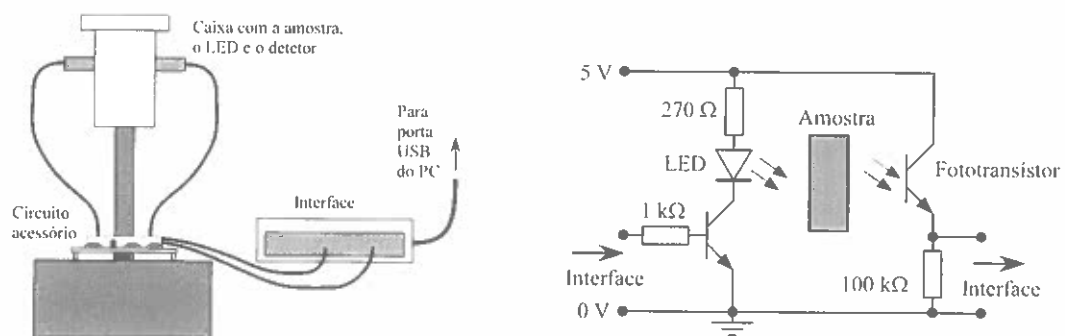 Caixa com a amostra,
o LED e o detetor
Para
porta
USB
do PC
Circuito
acessório
Interface
5 V
270 Ω
Amostra
LED
Fototransístor
1 kΩ
Interface
100 kΩ
Interface
0 V